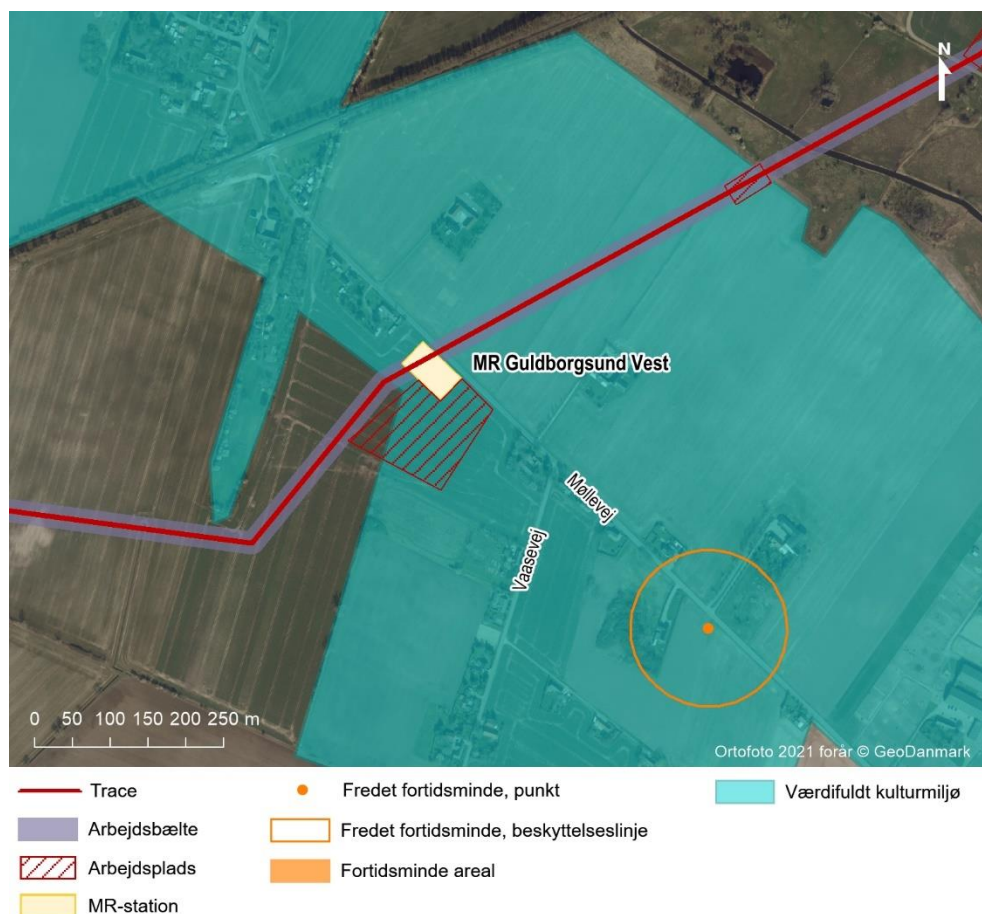 N
MR Guldborgsund Vest
Møllevej
Vaasevej
0 50 100 150 200 250 m
Ortofoto 2021 forår © GeoDanmark
Trace
Fredet fortidsminde, punkt
Værdifuldt kulturmiljø
Arbejdsbælte
Fredet fortidsminde, beskyttelseslinje
Arbejdsplads
Fortidsminde areal
MR-station